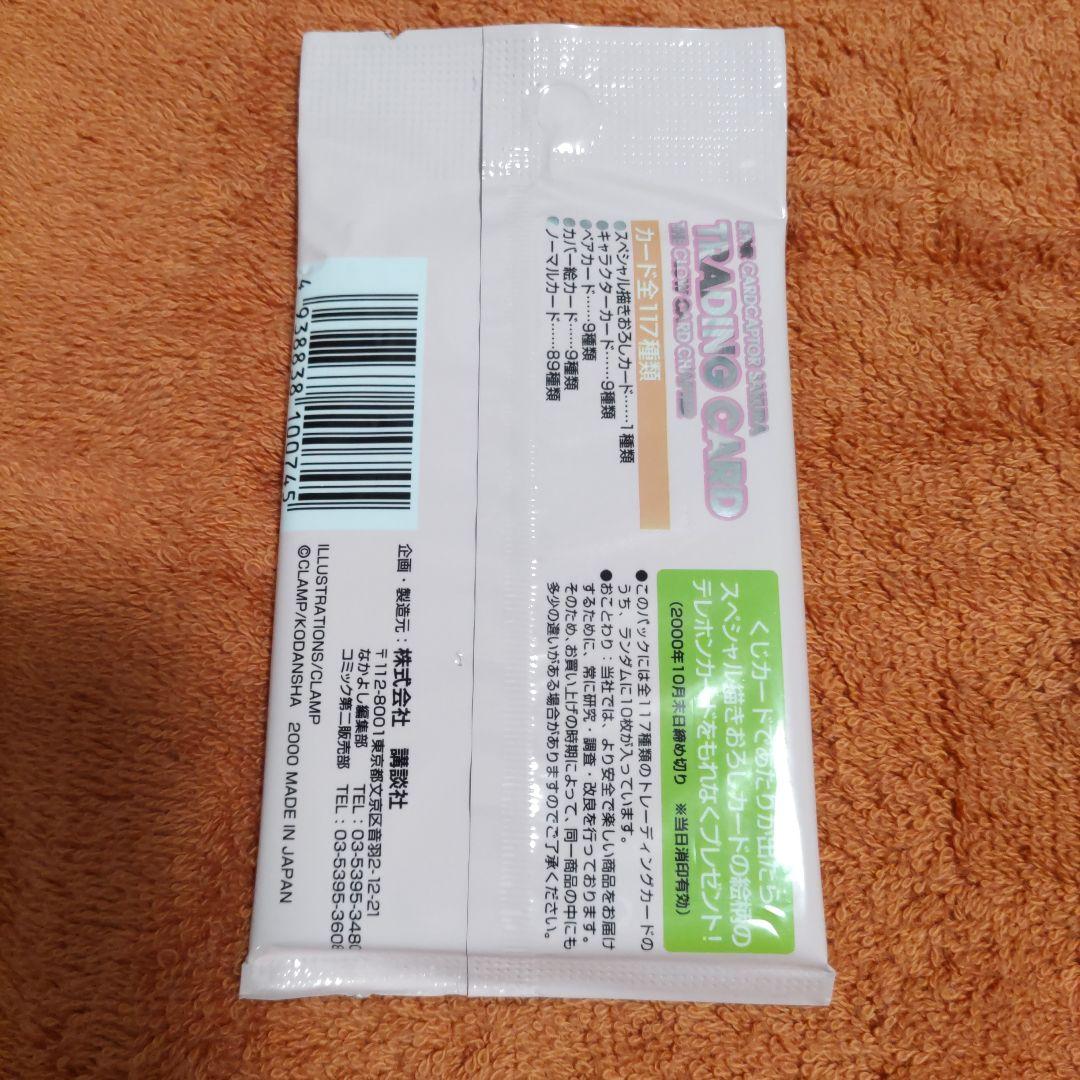 CARDCAPTOR SAKURA
TRADING CARD
THE CLOW CARD CHAPTER
カード全117種類
●スペシャル描きおろしカード……1種類
●キャラクターカード……9種類
●ペアカード……9種類
●カバー絵カード……9種類
●ノーマルカード……89種類
くじカードであたりが出たら
スペシャル描きおろしカードの絵柄の
テレホンカードをもれなくプレゼント!
(2000年10月末日締め切り ※当日消印有効)
●このパックには全117種類のトレーディングカードの
うち、ランダムに10枚が入っています。
●おことわり:当社では、より安全で楽しい商品をお届け
するために、常に研究・調査・改良を行っております。
そのため、お買い上げの時期によって、同一商品の中にも
多少の違いがある場合がありますのでご了承ください。
4 938838 100745
企画・製造元:株式会社 講談社
〒112-8001東京都文京区音羽2-12-21
なかよし編集部 TEL:03-5395-3480
コミック第二販売部 TEL:03-5395-3608
ILLUSTRATIONS/CLAMP
©CLAMP/KODANSHA 2000 MADE IN JAPAN